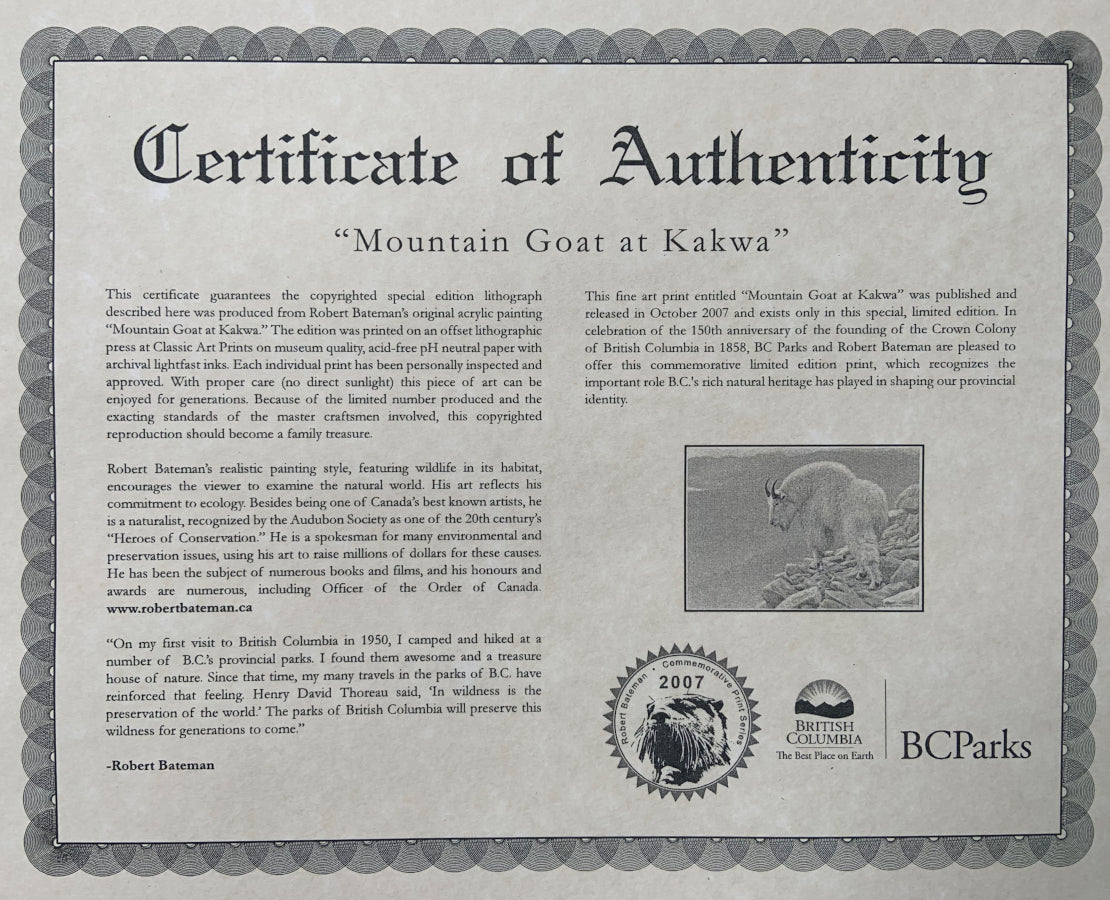 Certificate of Authenticity
“Mountain Goat at Kakwa”
This certificate guarantees the copyrighted special edition lithograph
described here was produced from Robert Bateman’s original acrylic painting
“Mountain Goat at Kakwa.” The edition was printed on an offset lithographic
press at Classic Art Prints on museum quality, acid-free pH neutral paper with
archival lightfast inks. Each individual print has been personally inspected and
approved. With proper care (no direct sunlight) this piece of art can be
enjoyed for generations. Because of the limited number produced and the
exacting standards of the master craftsmen involved, this copyrighted
reproduction should become a family treasure.
Robert Bateman’s realistic painting style, featuring wildlife in its habitat,
encourages the viewer to examine the natural world. His art reflects his
commitment to ecology. Besides being one of Canada’s best known artists, he
is a naturalist, recognized by the Audubon Society as one of the 20th century’s
“Heroes of Conservation.” He is a spokesman for many environmental and
preservation issues, using his art to raise millions of dollars for these causes.
He has been the subject of numerous books and films, and his honours and
awards are numerous, including Officer of the Order of Canada.
www.robertbateman.ca
“On my first visit to British Columbia in 1950, I camped and hiked at a
number of B.C.’s provincial parks. I found them awesome and a treasure
house of nature. Since that time, my many travels in the parks of B.C. have
reinforced that feeling. Henry David Thoreau said, ‘In wildness is the
preservation of the world.’ The parks of British Columbia will preserve this
wildness for generations to come.”
-Robert Bateman
This fine art print entitled “Mountain Goat at Kakwa” was published and
released in October 2007 and exists only in this special, limited edition. In
celebration of the 150th anniversary of the founding of the Crown Colony
of British Columbia in 1858, BC Parks and Robert Bateman are pleased to
offer this commemorative limited edition print, which recognizes the
important role B.C.'s rich natural heritage has played in shaping our provincial
identity.
Robert Bateman • Commemorative Print Series
2007
BRITISH
COLUMBIA
The Best Place on Earth
BCParks